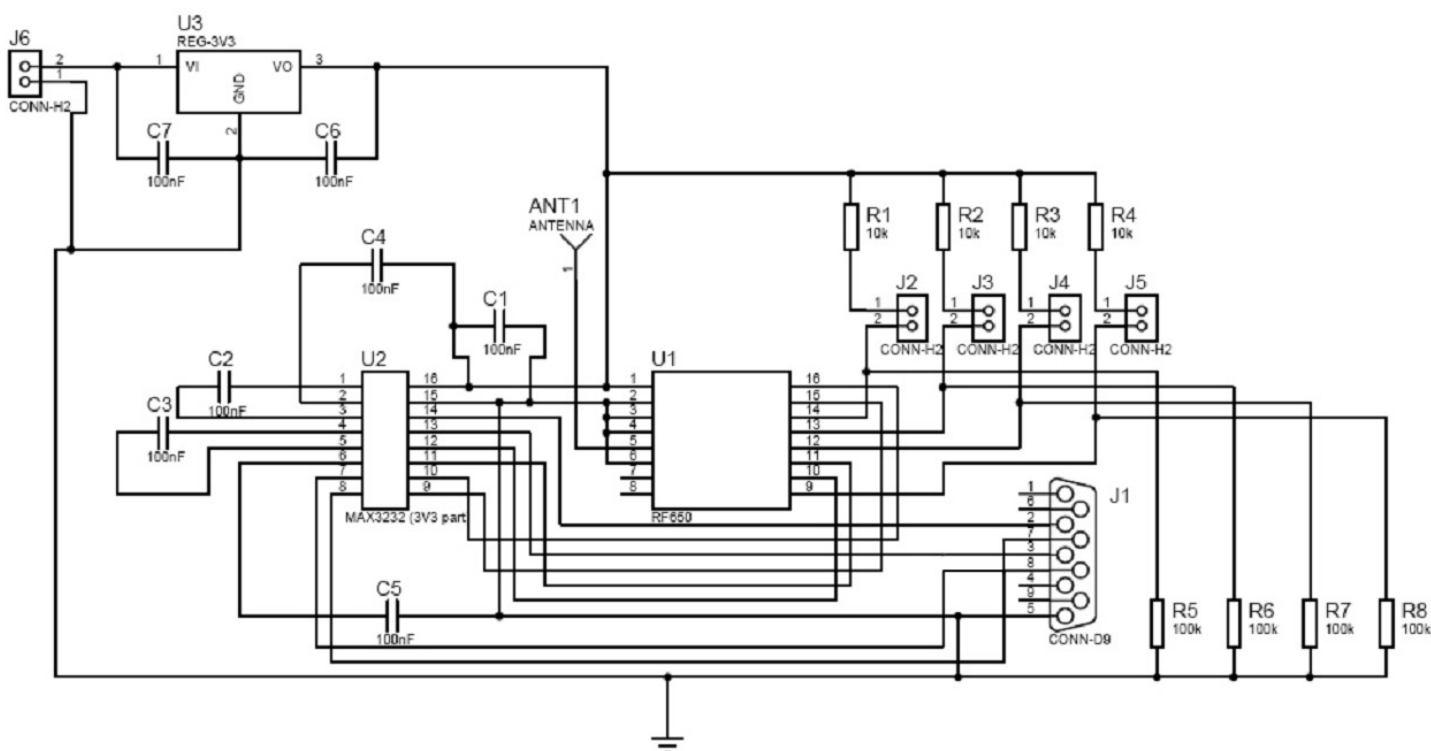 J6
2
1
CONN-H2
U3
REG-3V3
1
VI
VO
3
GND
2
C7
100nF
C6
100nF
ANT1
ANTENNA
1
R1
10k
R2
10k
R3
10k
R4
10k
C4
100nF
C1
100nF
J2
1
2
CONN-H2
J3
1
2
CONN-H2
J4
1
2
CONN-H2
J5
1
2
CONN-H2
C2
100nF
C3
100nF
U2
1
2
3
4
5
6
7
8
16
15
14
13
12
11
10
9
MAX3232 (3V3 part
U1
1
2
3
4
5
6
7
8
16
15
14
13
12
11
10
9
RF650
J1
1
6
2
7
3
8
4
9
5
CONN-D9
C5
100nF
R5
100k
R6
100k
R7
100k
R8
100k